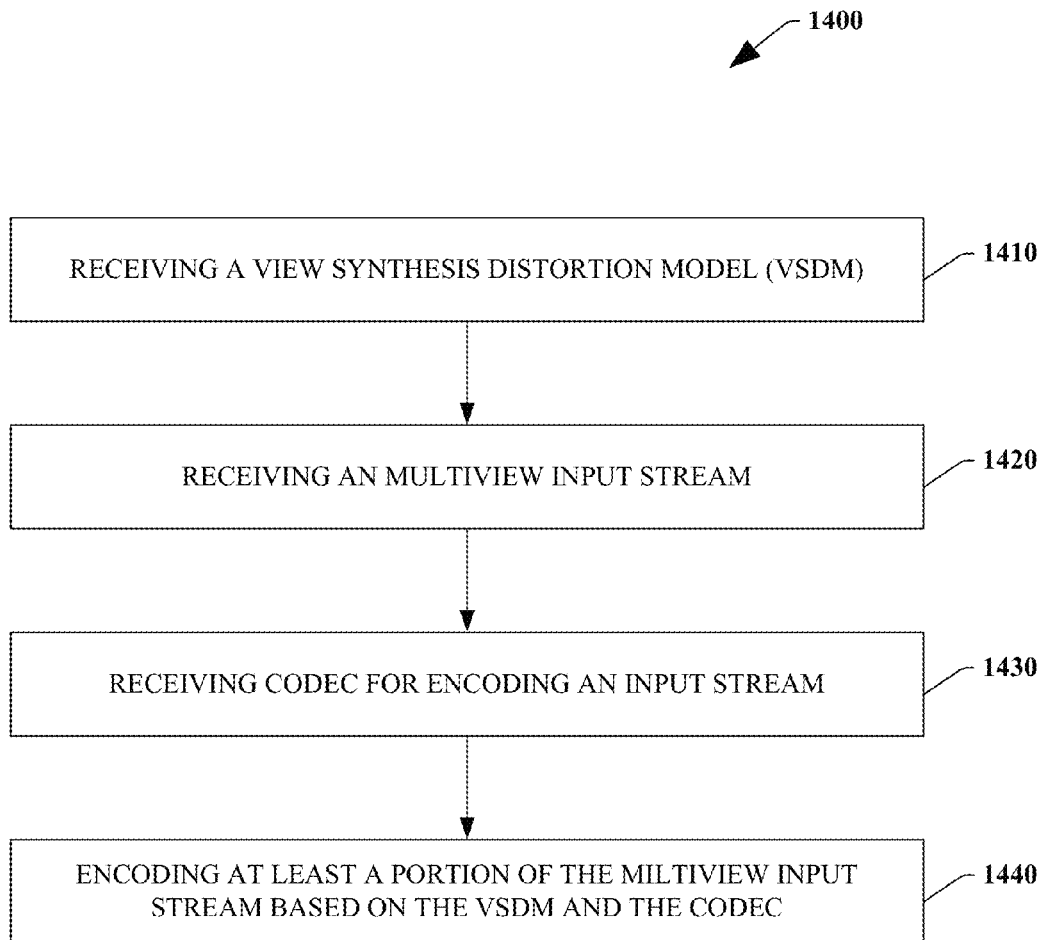 1400
RECEIVING A VIEW SYNTHESIS DISTORTION MODEL (VSDM)
1410
RECEIVING AN MULTIVIEW INPUT STREAM
1420
RECEIVING CODEC FOR ENCODING AN INPUT STREAM
1430
ENCODING AT LEAST A PORTION OF THE MILTIVIEW INPUT
STREAM BASED ON THE VSDM AND THE CODEC
1440